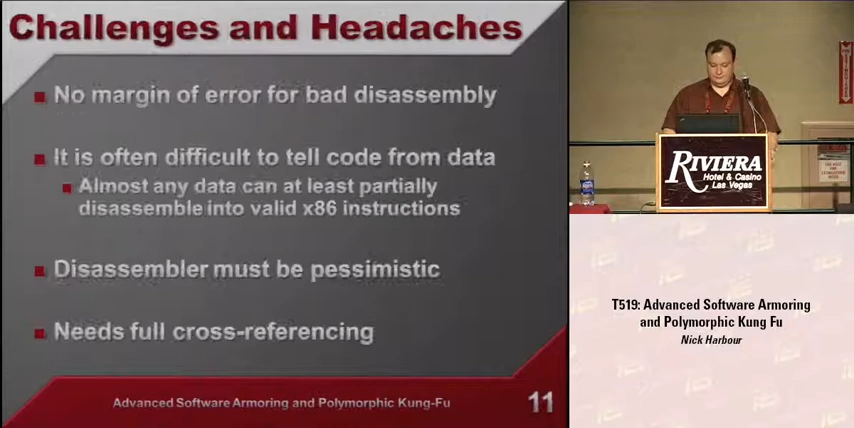 Challenges and Headaches
No margin of error for bad disassembly
It is often difficult to tell code from data
Almost any data can at least partially
disassemble into valid x86 instructions
Disassembler must be pessimistic
Needs full cross-referencing
Advanced Software Armoring and Polymorphic Kung-Fu
11
RIVIERA
Hotel & Casino
Las Vegas
T519: Advanced Software Armoring
and Polymorphic Kung Fu
Nick Harbour